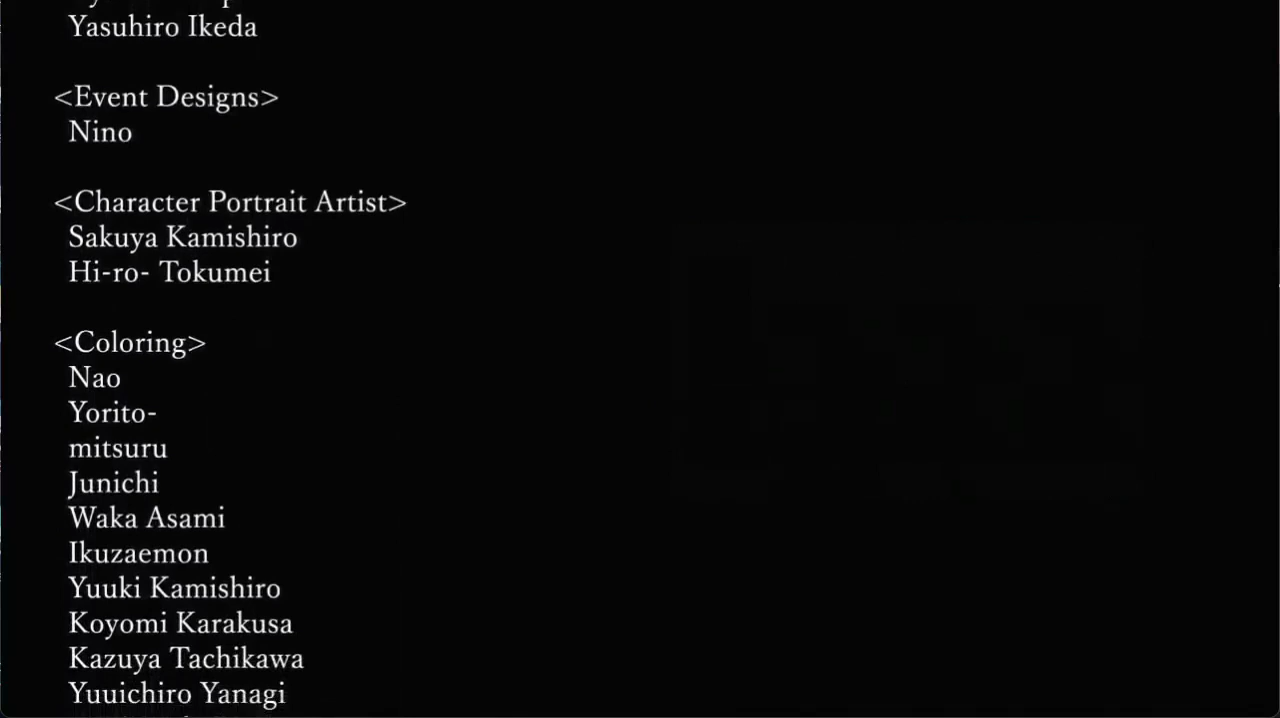 Yasuhiro Ikeda
<Event Designs>
Nino
<Character Portrait Artist>
Sakuya Kamishiro
Hi-ro- Tokumei
<Coloring>
Nao
Yorito-
mitsuru
Junichi
Waka Asami
Ikuzaemon
Yuuki Kamishiro
Koyomi Karakusa
Kazuya Tachikawa
Yuuichiro Yanagi